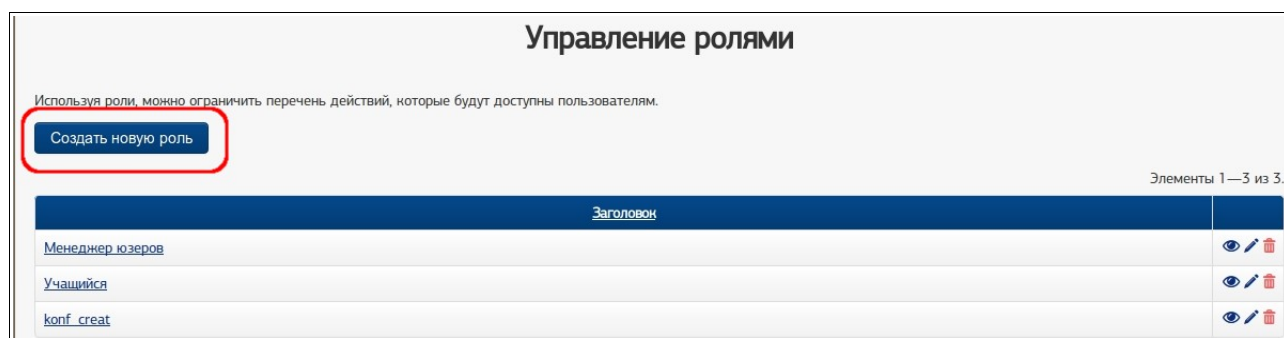 Управление ролями
Используя роли, можно ограничить перечень действий, которые будут доступны пользователям.
Создать новую роль
Элементы 1—3 из 3.
Заголовок
Менеджер юзеров
Учащийся
konf_creat